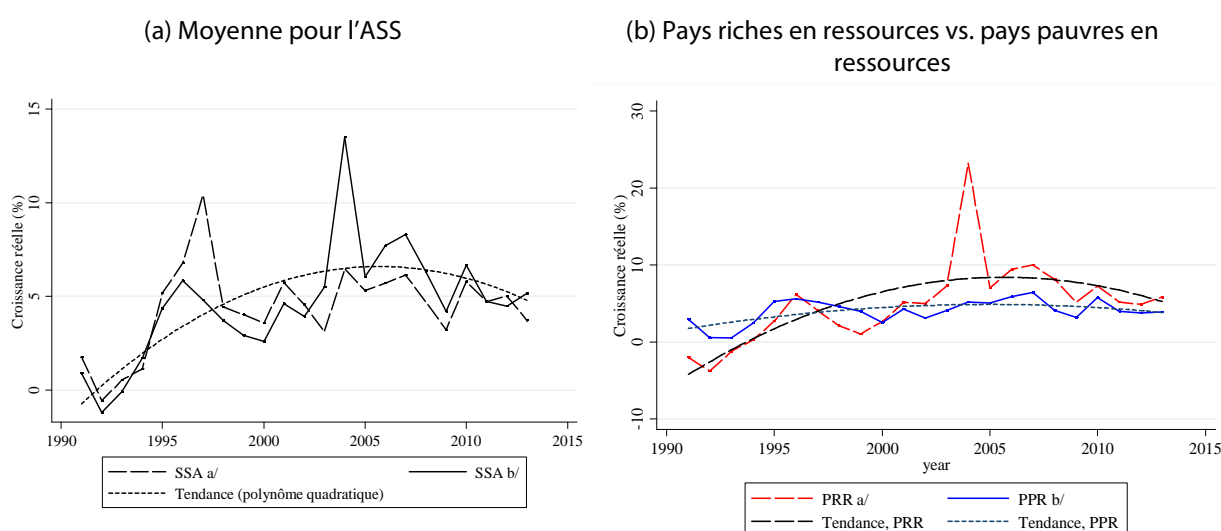 (a) Moyenne pour l'ASS
15
10
5
0
Croissance réelle (%)
1990 1995 2000 2005 2010 2015
SSA a/ SSA b/
Tendance (polynôme quadratique)
(b) Pays riches en ressources vs. pays pauvres en
ressources
30
20
10
0
-10
Croissance réelle (%)
1990 1995 2000 2005 2010 2015
year
PRR a/ PPR b/
Tendance, PRR Tendance, PPR